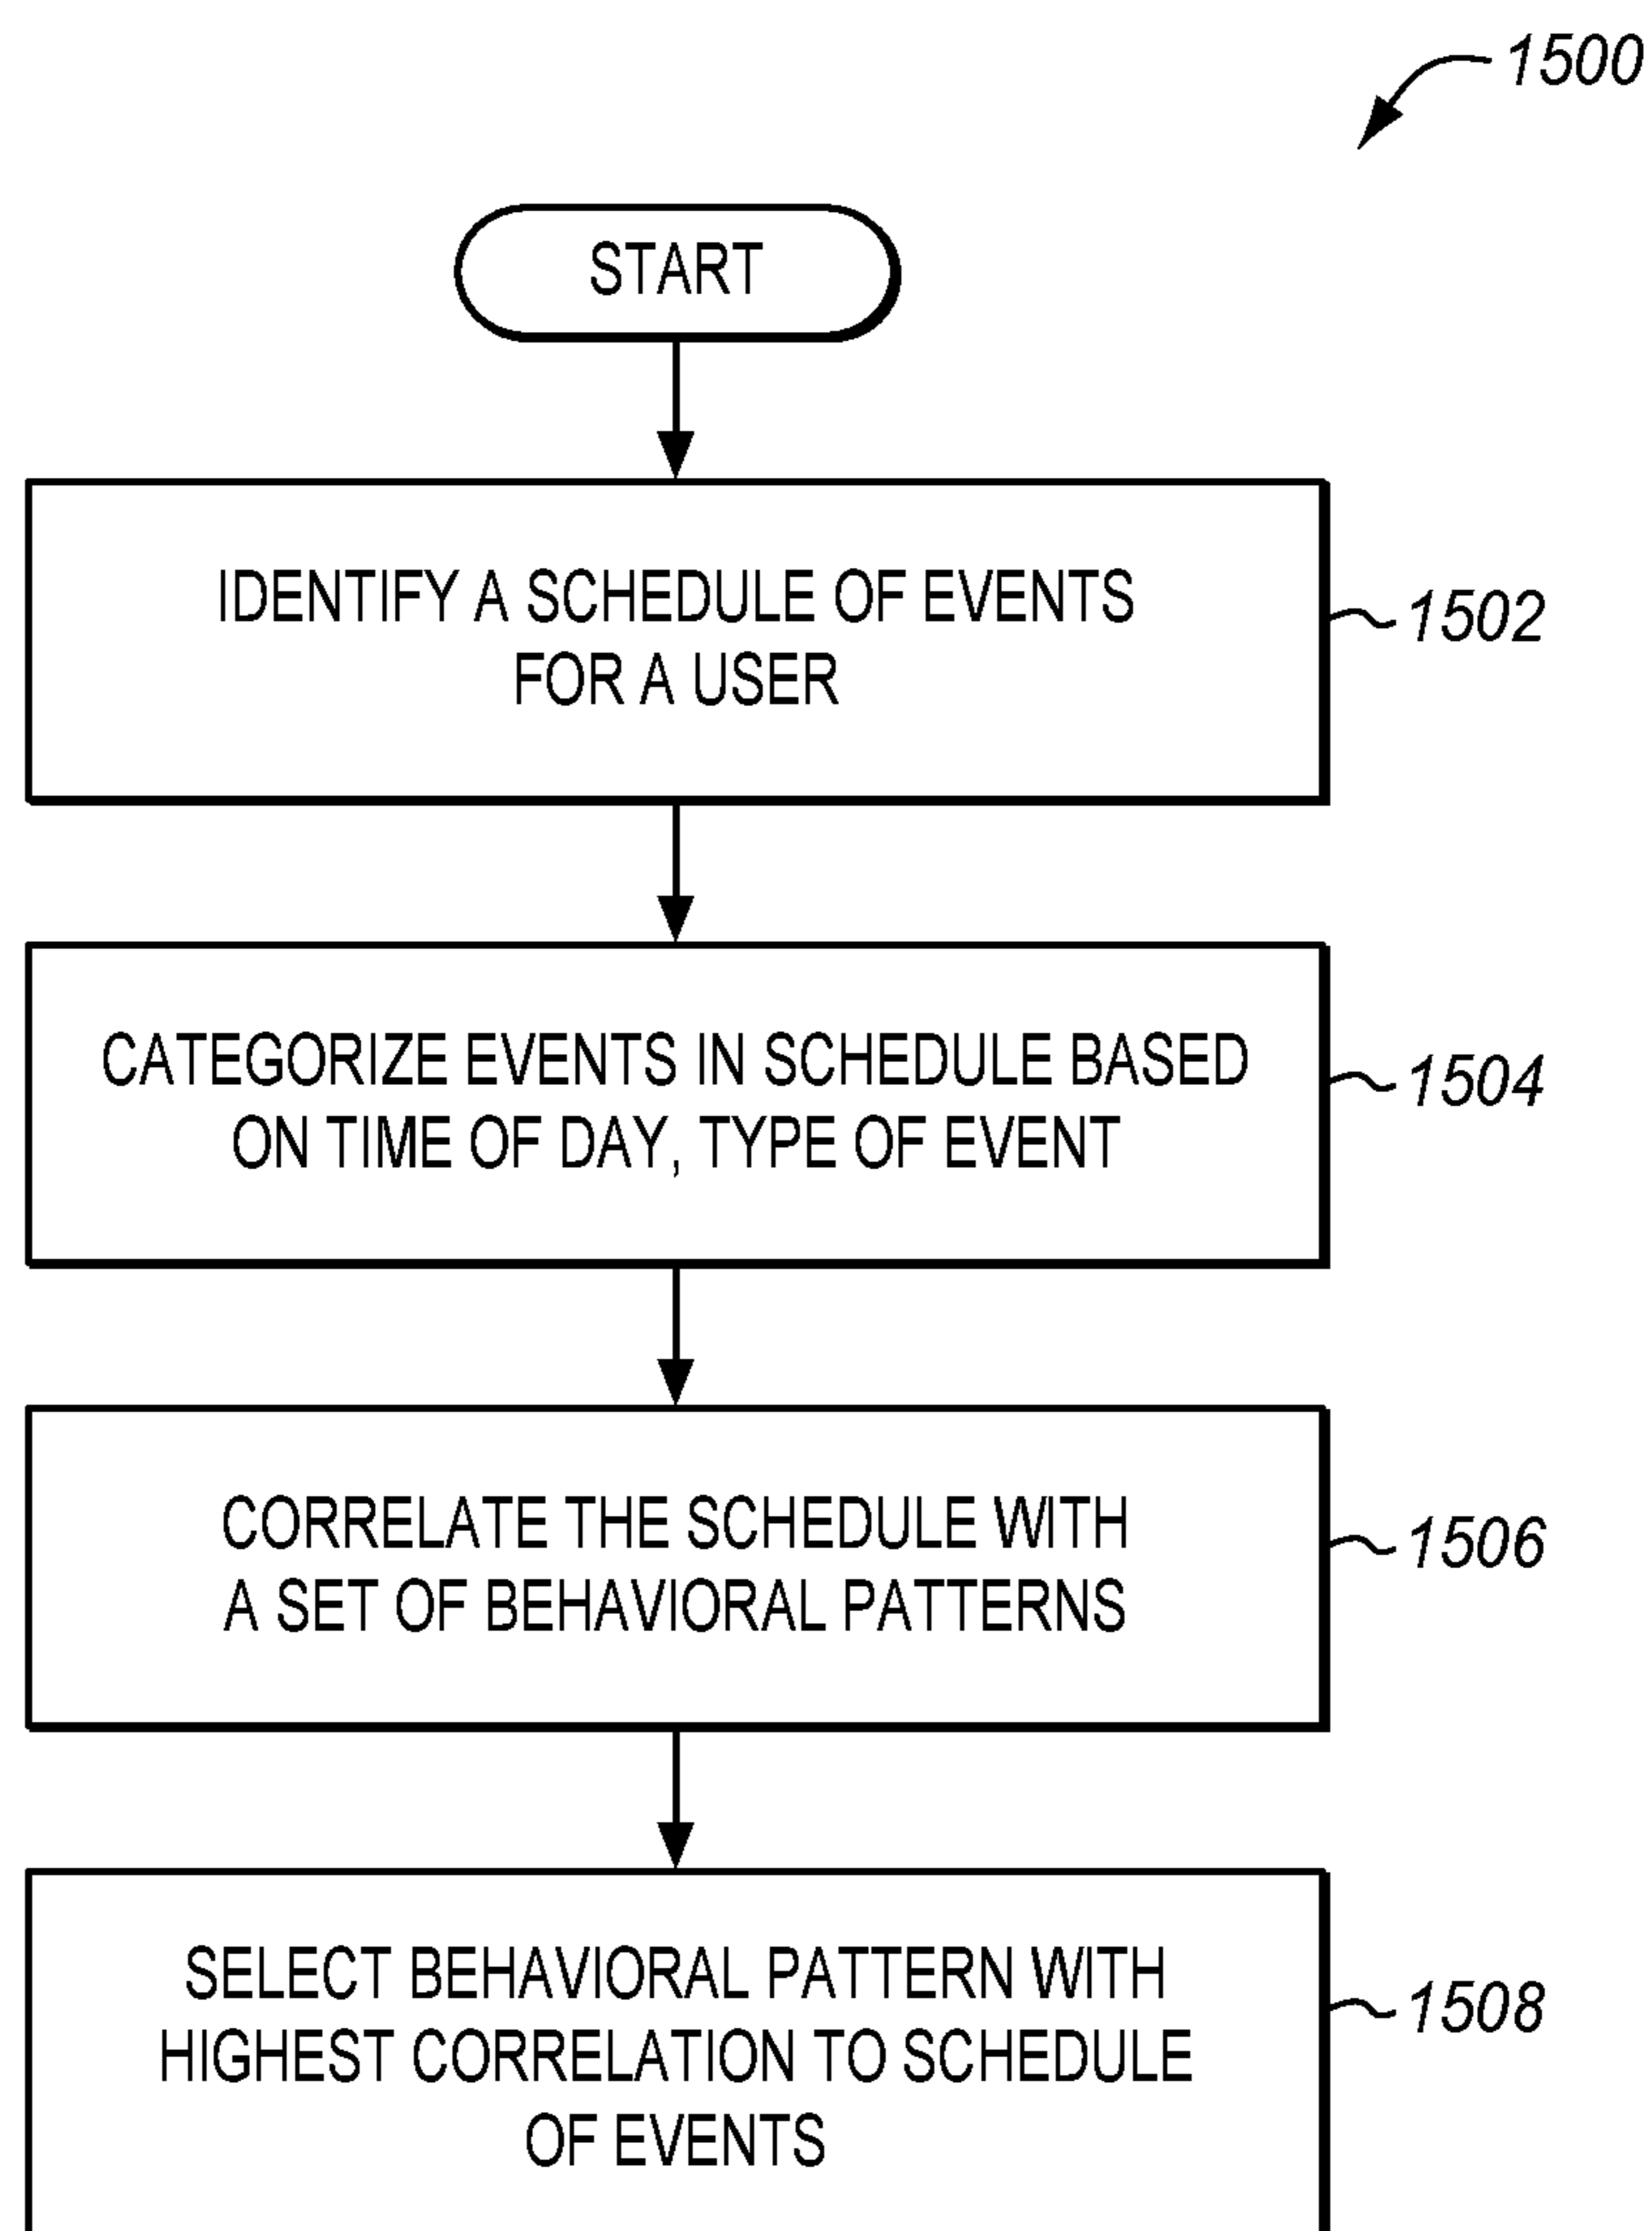 1500
START
IDENTIFY A SCHEDULE OF EVENTS
FOR A USER
1502
CATEGORIZE EVENTS IN SCHEDULE BASED
ON TIME OF DAY, TYPE OF EVENT
1504
CORRELATE THE SCHEDULE WITH
A SET OF BEHAVIORAL PATTERNS
1506
SELECT BEHAVIORAL PATTERN WITH
HIGHEST CORRELATION TO SCHEDULE
OF EVENTS
1508